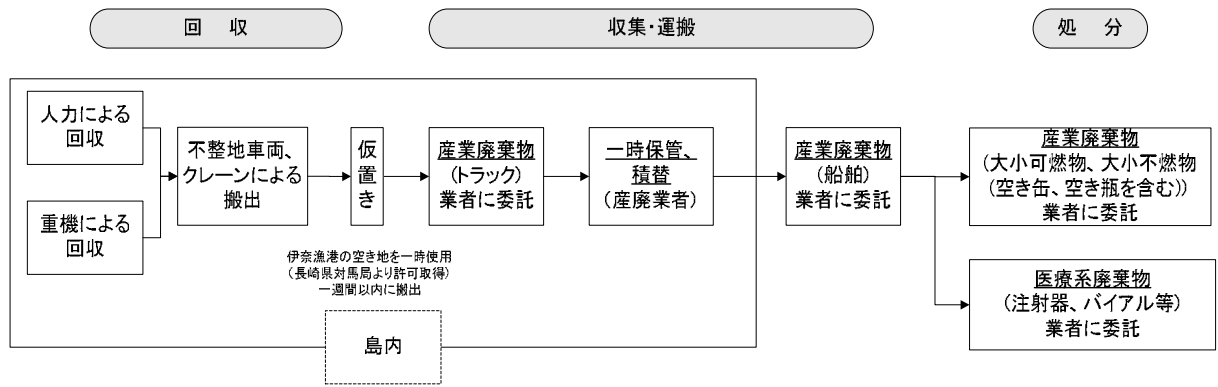 回　収
収集・運搬
処　分
人力による
回収
重機による
回収
不整地車両、
クレーンによる
搬出
仮
置
き
伊奈漁港の空き地を一時使用
（長崎県対馬局より許可取得）
一週間以内に搬出
産業廃棄物
(トラック)
業者に委託
一時保管、
積替
(産廃業者)
島内
産業廃棄物
(船舶)
業者に委託
産業廃棄物
(大小可燃物、大小不燃物
(空き缶、空き瓶を含む))
業者に委託
医療系廃棄物
(注射器、バイアル等)
業者に委託